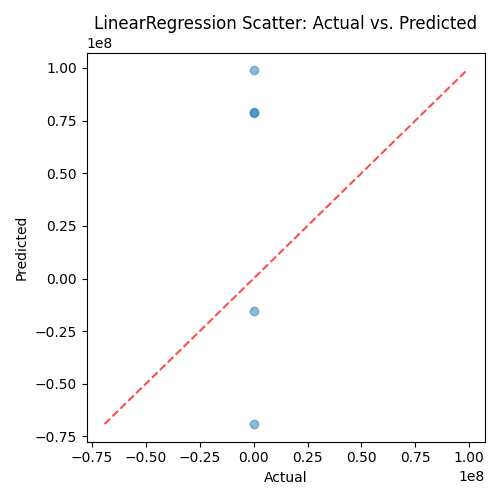 LinearRegression Scatter: Actual vs. Predicted
1e8
1.00
0.75
0.50
0.25
0.00
−0.25
−0.50
−0.75
Predicted
−0.75 −0.50 −0.25 0.00 0.25 0.50 0.75 1.00
Actual
1e8